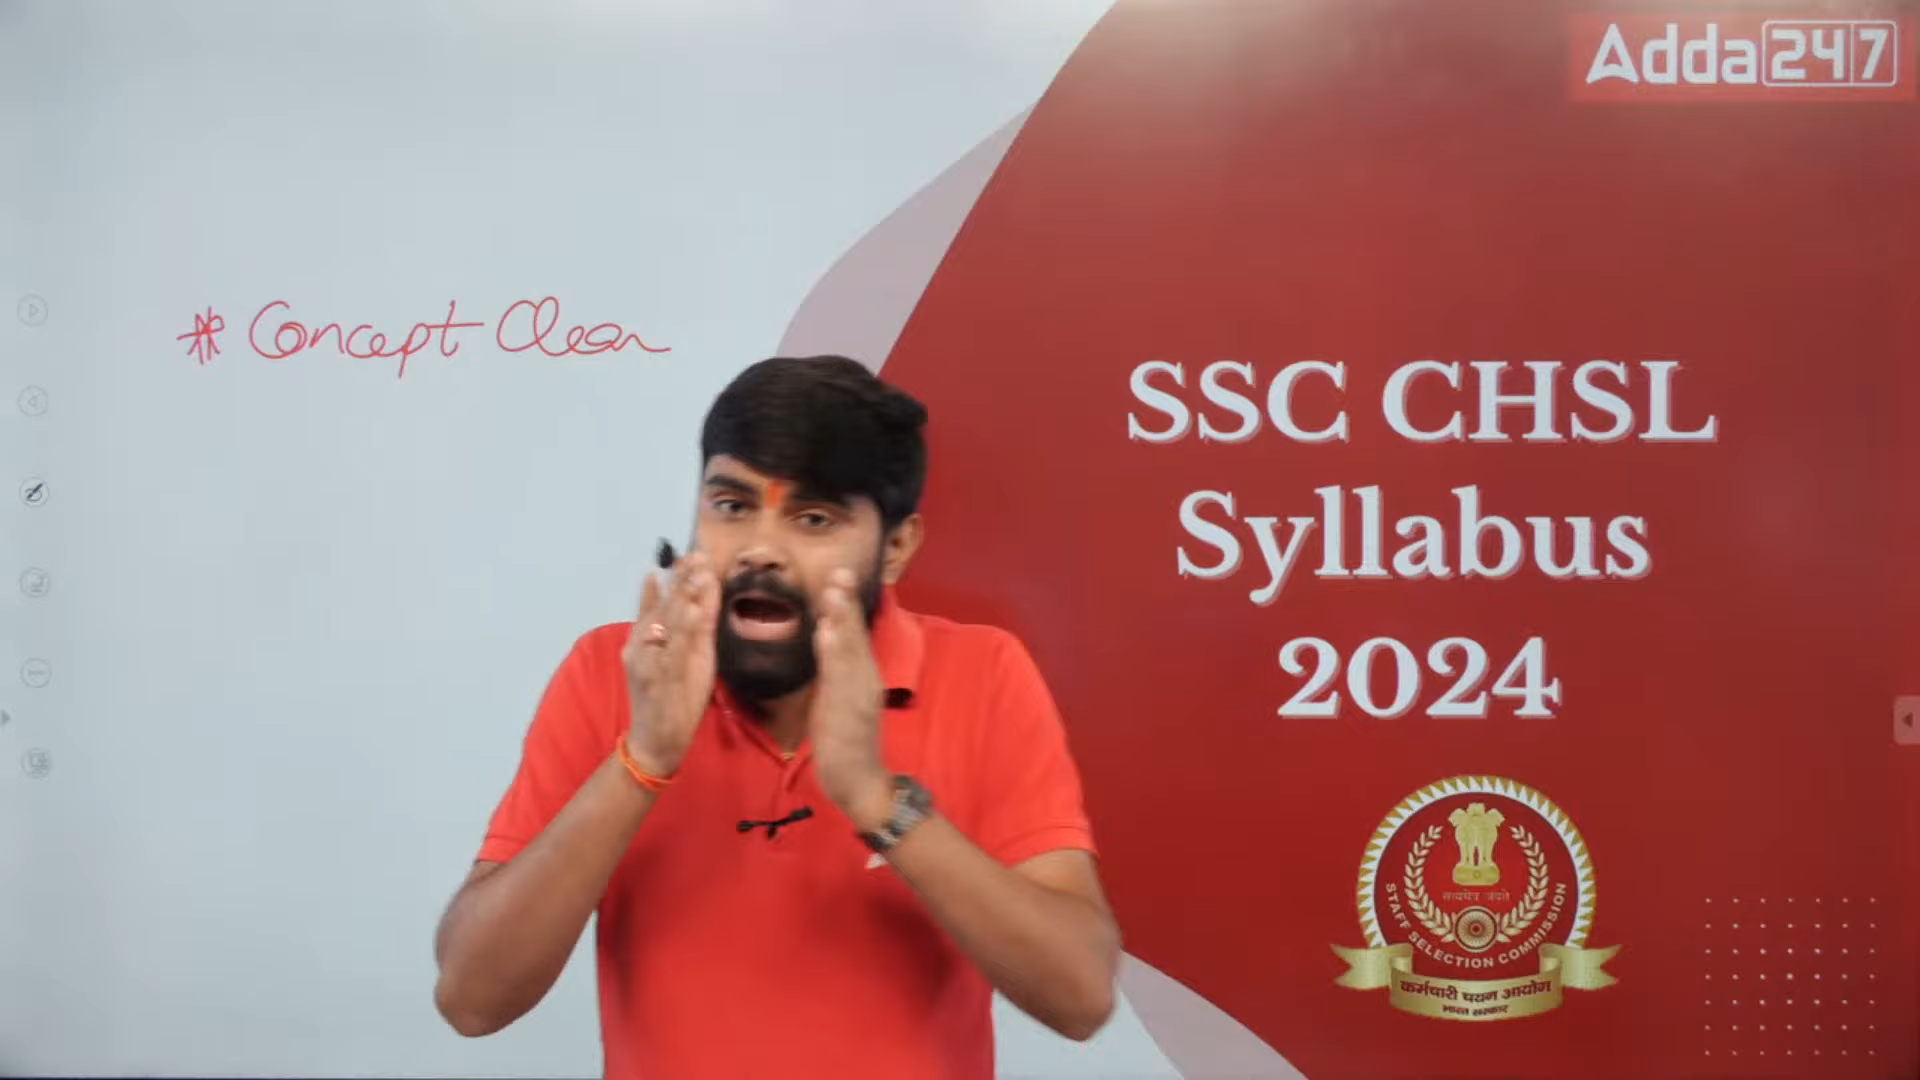 Adda247
* Concept Clear
SSC CHSL
Syllabus
2024
सत्यमेव जयते
STAFF SELECTION COMMISSION
कर्मचारी चयन आयोग
भारत सरकार